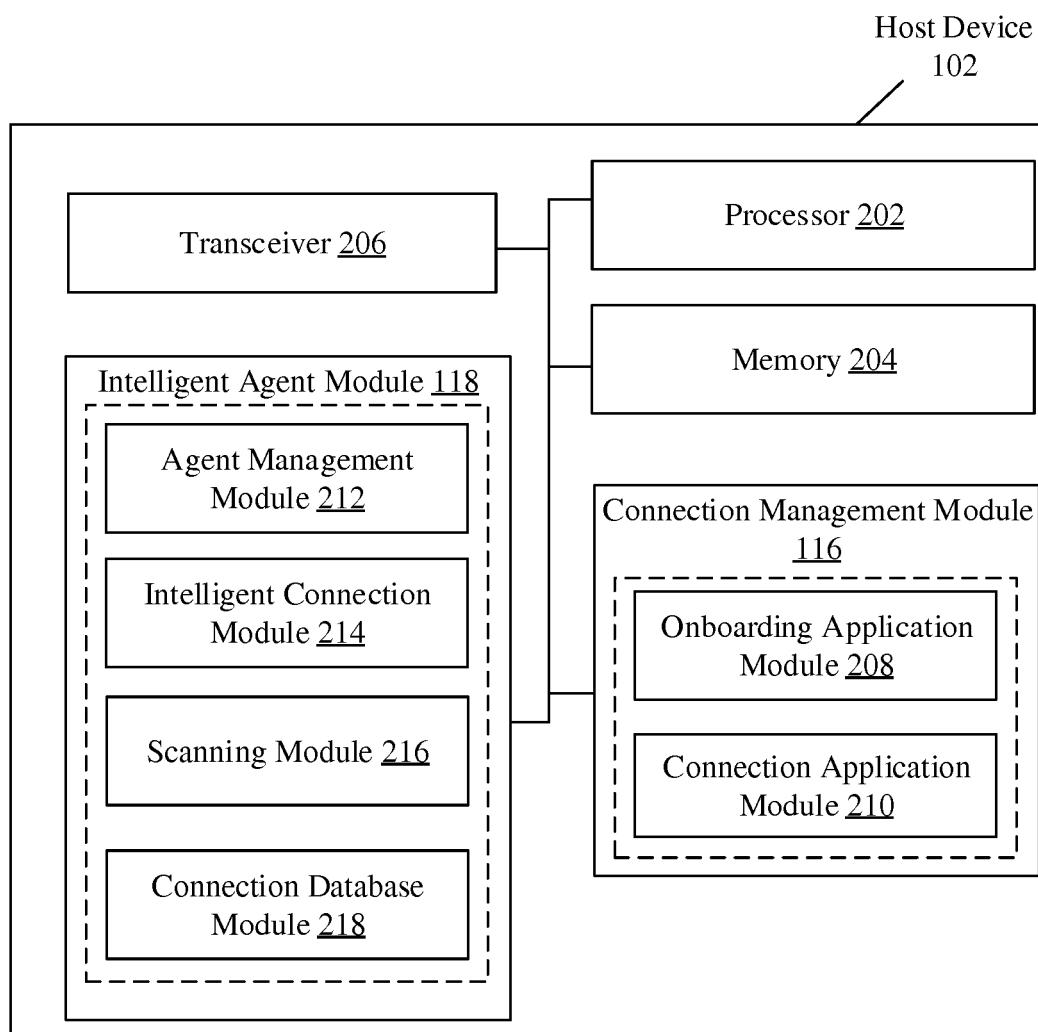 Host Device
102
Transceiver 206
Processor 202
Memory 204
Intelligent Agent Module 118
Agent Management
Module 212
Intelligent Connection
Module 214
Scanning Module 216
Connection Database
Module 218
Connection Management Module
116
Onboarding Application
Module 208
Connection Application
Module 210